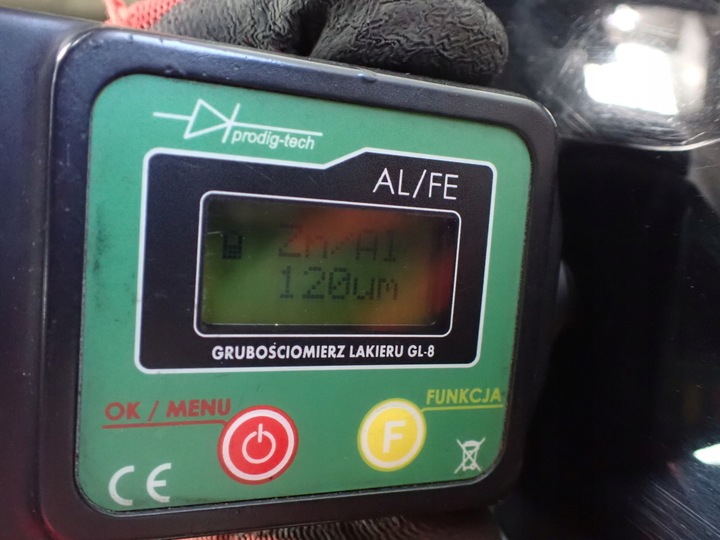 prodig-tech
AL/FE
Zn/Al
120um
GRUBOŚCIOMIERZ LAKIERU GL-8
OK / MENU
FUNKCJA
F
CE